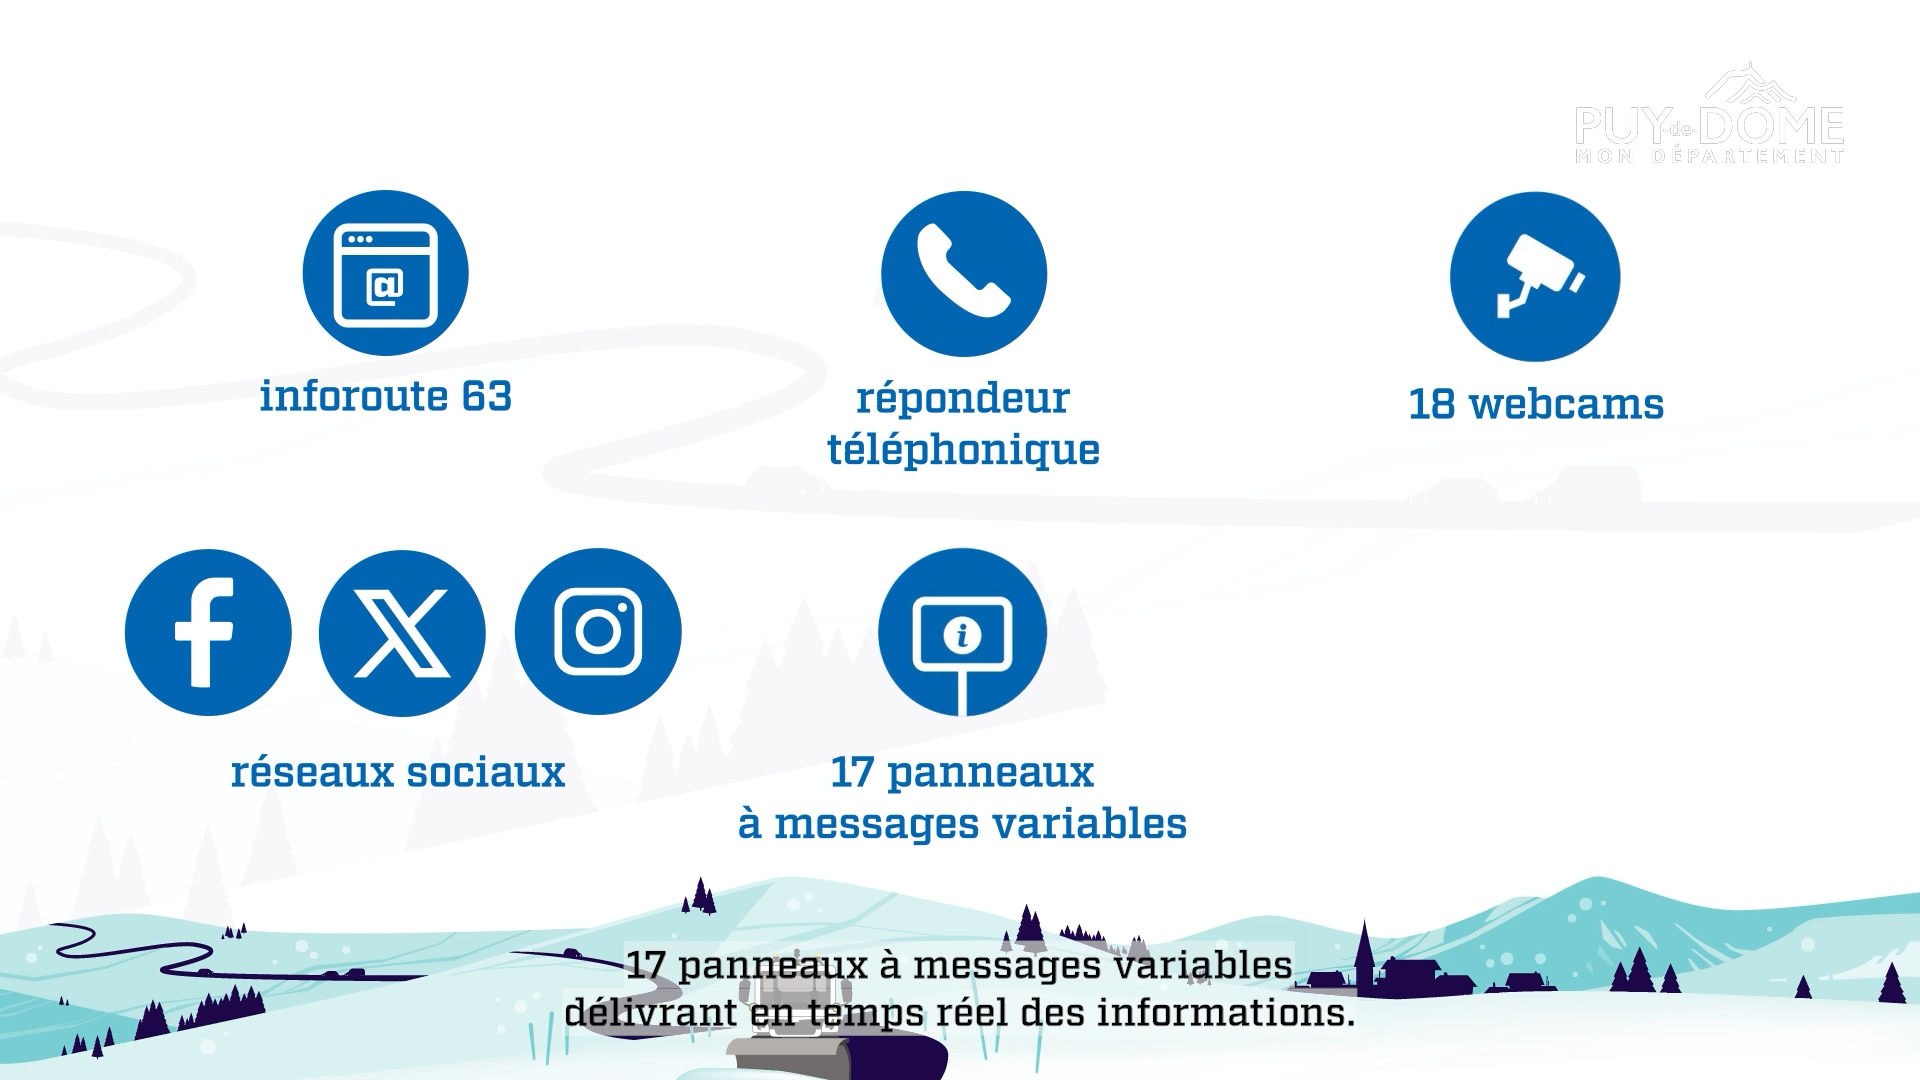 PUY-de-DÔME
MON DÉPARTEMENT
@
inforoute 63
répondeur
téléphonique
18 webcams
f
X
i
réseaux sociaux
17 panneaux
à messages variables
17 panneaux à messages variables
délivrant en temps réel des informations.